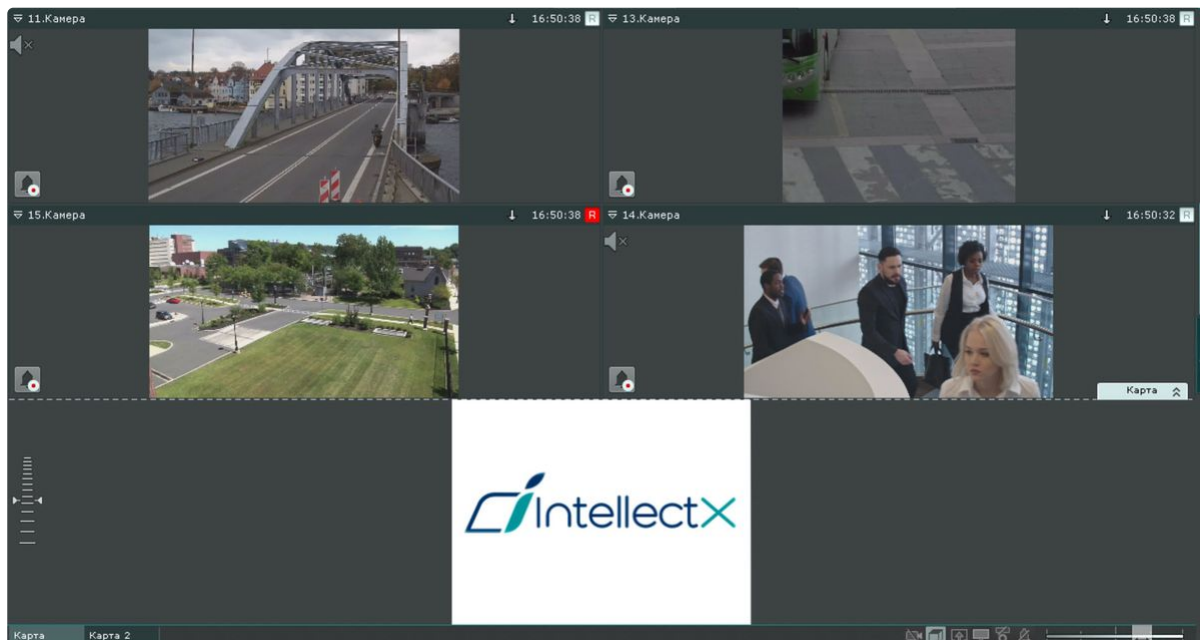 11.Камера 16:50:38 R
13.Камера 16:50:38 R
15.Камера 16:50:38 R
14.Камера 16:50:32 R
Карта
IntellectX
Карта Карта 2